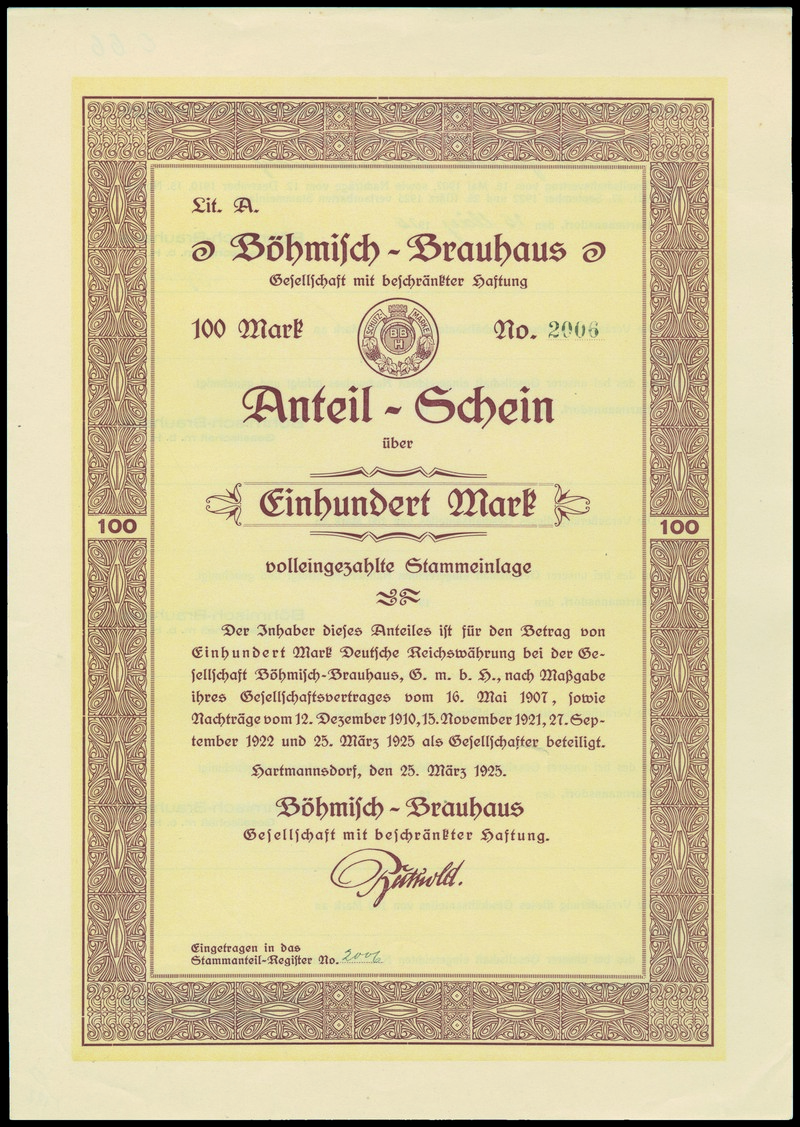 Lit. A.
Böhmisch - Brauhaus
Gesellschaft mit beschränkter Haftung
100 Mark
SCHUTZ MARKE
BB
H
No. 2006
Anteil - Schein
über
Einhundert Mark
100
100
volleingezahlte Stammeinlage
Der Inhaber dieses Anteiles ist für den Betrag von
Einhundert Mark Deutsche Reichswährung bei der Ge-
sellschaft Böhmisch-Brauhaus, G. m. b. H., nach Maßgabe
ihres Gesellschaftsvertrages vom 16. Mai 1907, sowie
Nachträge vom 12. Dezember 1910, 15. November 1921, 27. Sep-
tember 1922 und 25. März 1925 als Gesellschafter beteiligt.
Hartmannsdorf, den 25. März 1925.
Böhmisch - Brauhaus
Gesellschaft mit beschränkter Haftung.
Eingetragen in das
Stammanteil-Register No. 2006